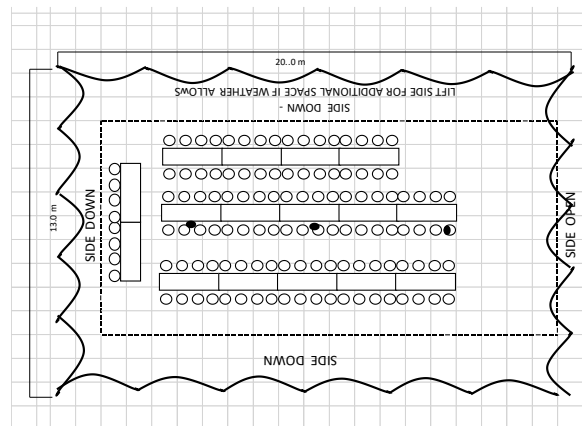 20..0 m
LIFT SIDE FOR ADDITIONAL SPACE IF WEATHER ALLOWS
SIDE DOWN -
13.0 m
SIDE DOWN
SIDE OPEN
SIDE DOWN